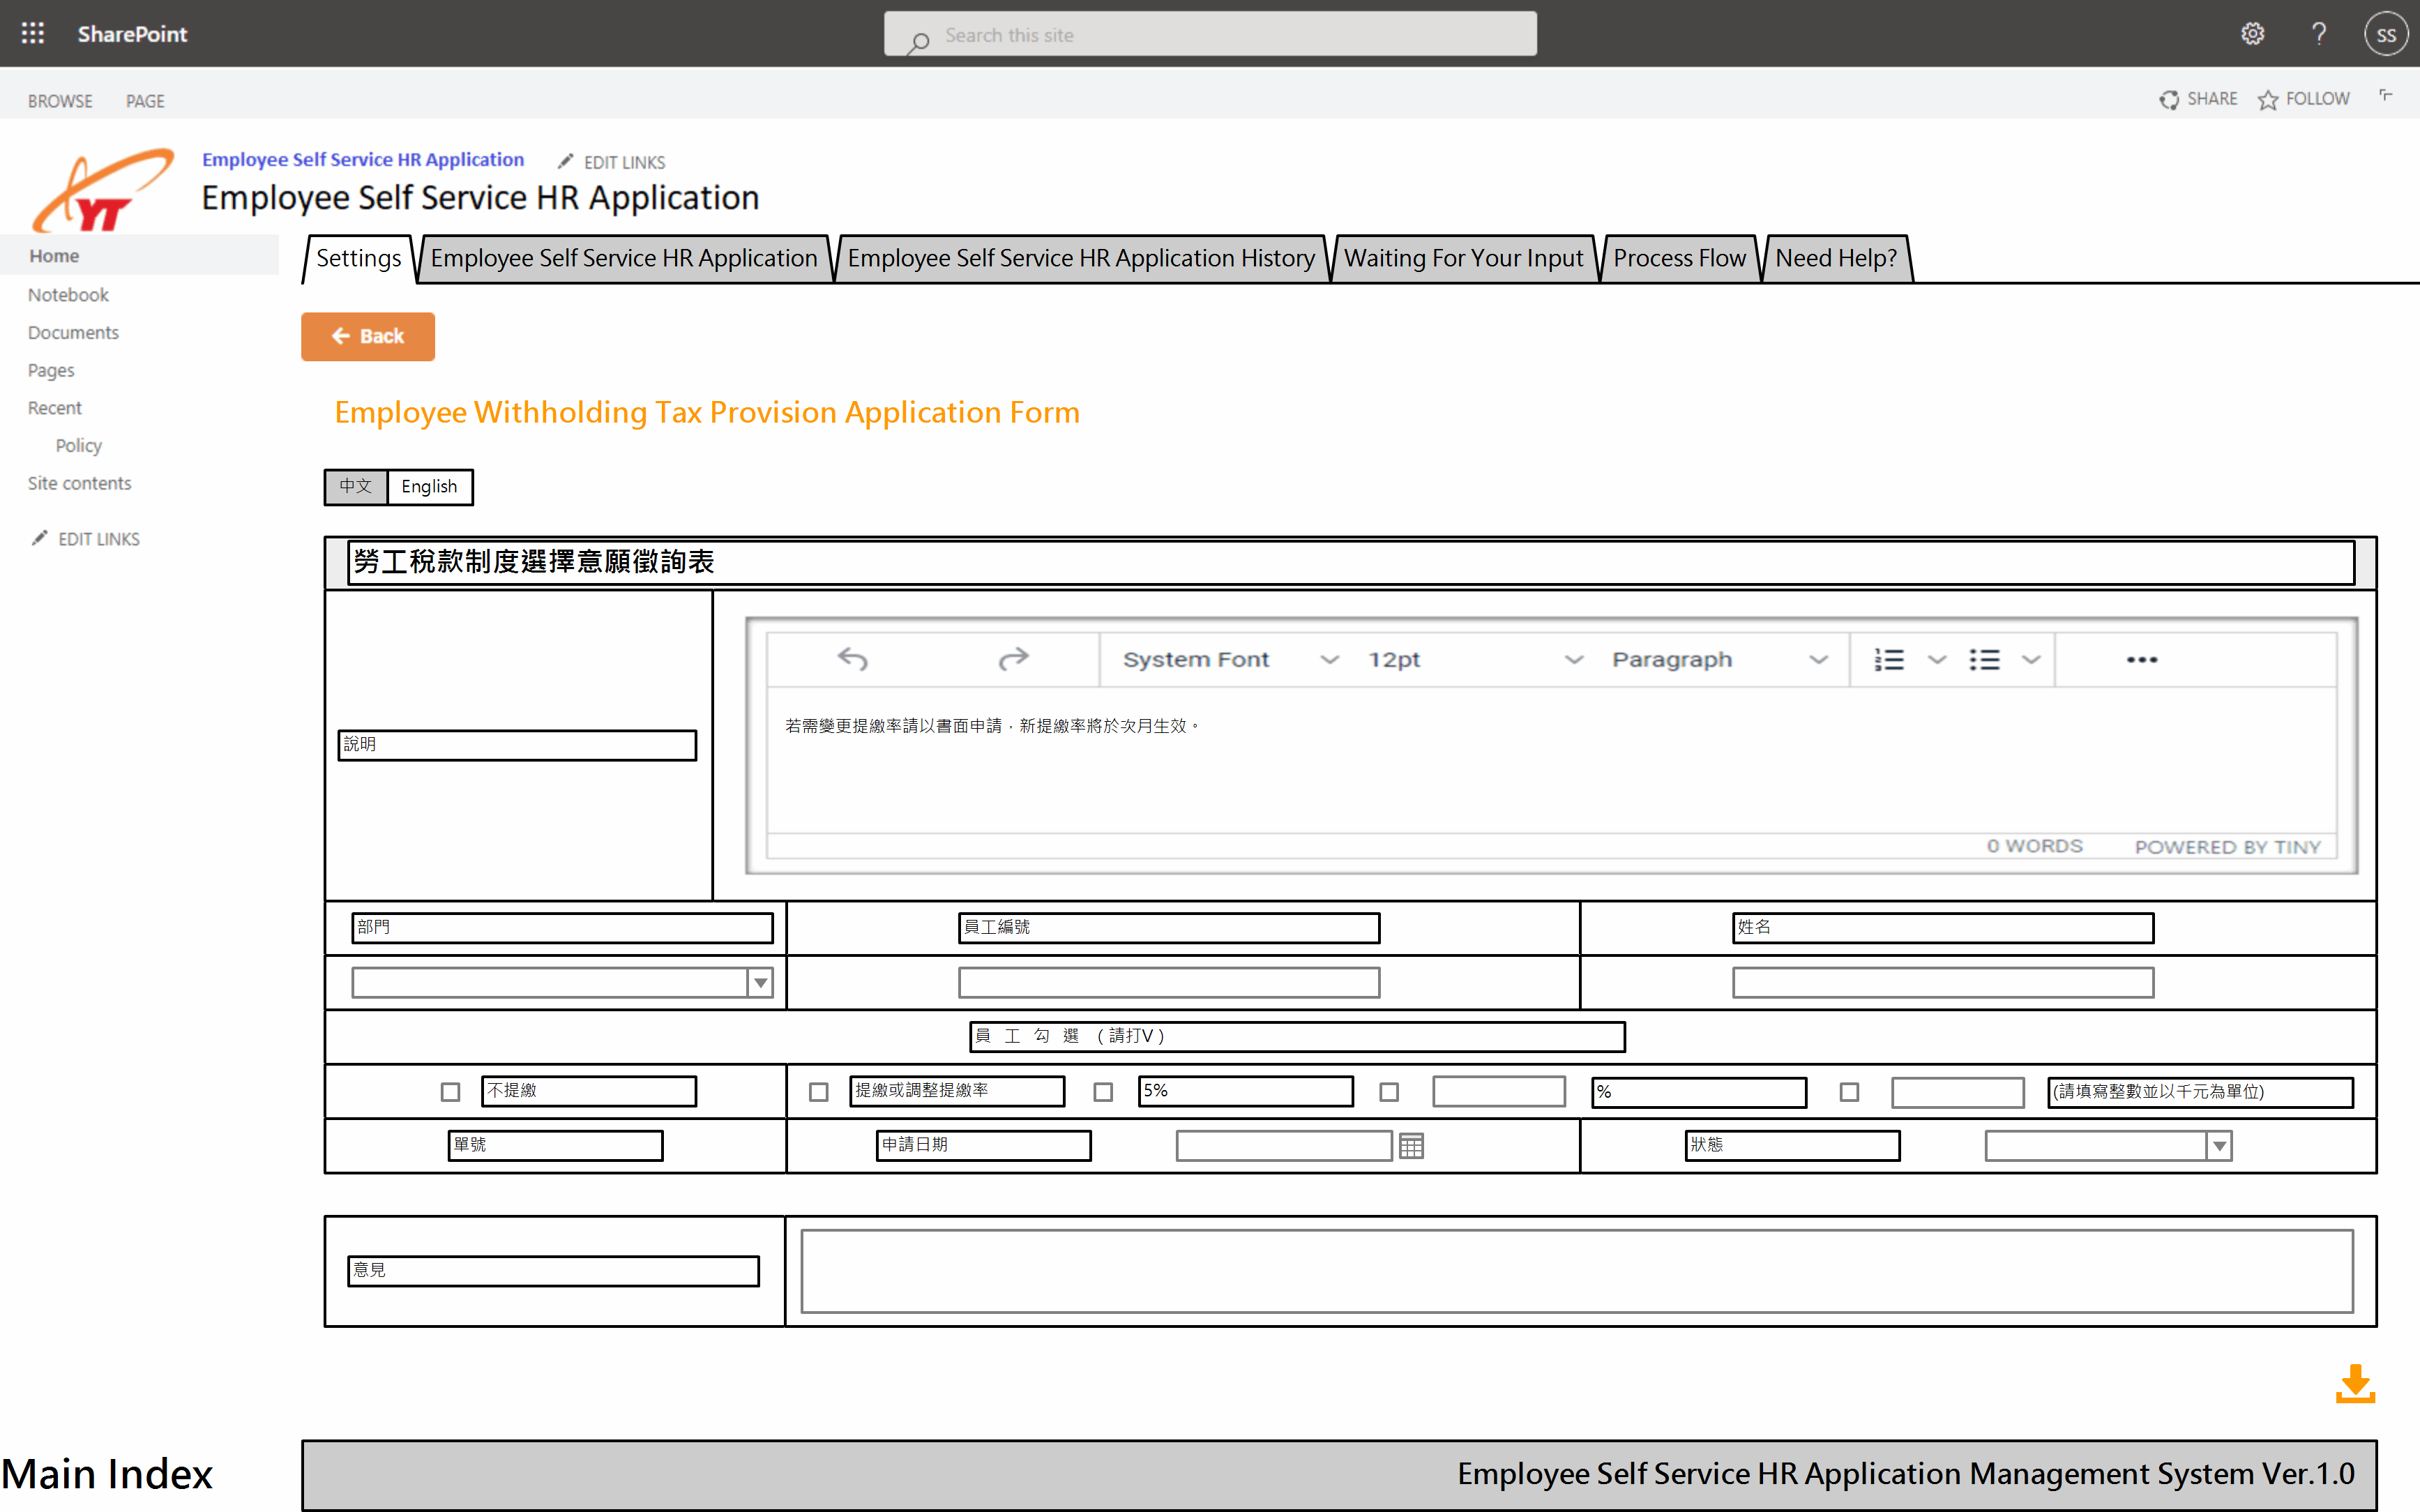 SharePoint
Search this site
?
SS
BROWSE PAGE
SHARE FOLLOW
YT
Employee Self Service HR Application EDIT LINKS
Employee Self Service HR Application
Home
Notebook
Documents
Pages
Recent
Policy
Site contents
EDIT LINKS
Settings Employee Self Service HR Application Employee Self Service HR Application History Waiting For Your Input Process Flow Need Help?
Back
Employee Withholding Tax Provision Application Form
中文 English
勞工稅款制度選擇意願徵詢表
System Font 12pt Paragraph
說明
若需變更提繳率請以書面申請，新提繳率將於次月生效。
0 WORDS POWERED BY TINY
部門 員工編號 姓名
員 工 勾 選 （請打V）
不提繳 提繳或調整提繳率 5% % (請填寫整數並以千元為單位)
單號 申請日期 狀態
意見
Main Index
Employee Self Service HR Application Management System Ver.1.0